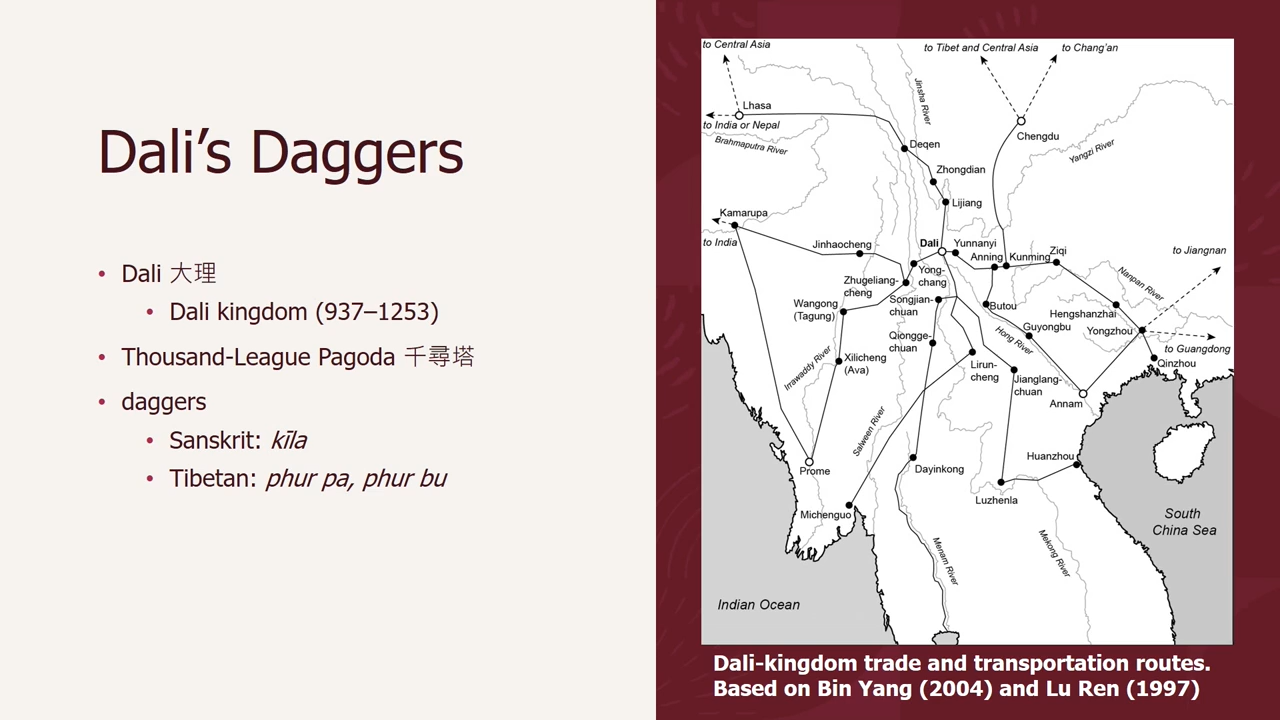 Dali’s Daggers
• Dali 大理
• Dali kingdom (937–1253)
• Thousand-League Pagoda 千尋塔
• daggers
• Sanskrit: kīla
• Tibetan: phur pa, phur bu
to Central Asia
to Tibet and Central Asia
to Chang’an
Lhasa
Jinsha River
to India or Nepal
Chengdu
Brahmaputra River
Deqen
Yangzi River
Zhongdian
Lijiang
Kamarupa
to India
Jinhaocheng
Dali
Yunnanyi
Anning
Kunming
Ziqi
to Jiangnan
Yong-
chang
Zhugeliang-
cheng
Nanpan River
Wangong
(Tagung)
Songjian-
chuan
Butou
Hengshanzhai
Guyongbu
Yongzhou
Hong River
Qiongge-
chuan
to Guangdong
Irrawaddy River
Xilicheng
(Ava)
Lirun-
cheng
Jianglang-
chuan
Qinzhou
Annam
Salween River
Prome
Dayinkong
Huanzhou
Luzhenla
Michenguo
South
China Sea
Menam River
Mekong River
Indian Ocean
Dali-kingdom trade and transportation routes.
Based on Bin Yang (2004) and Lu Ren (1997)